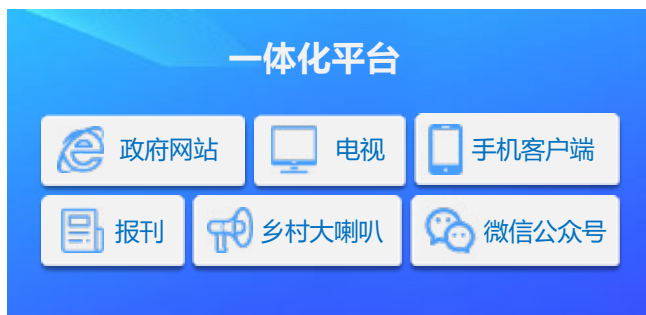 一体化平台
政府网站
电视
手机客户端
报刊
乡村大喇叭
微信公众号